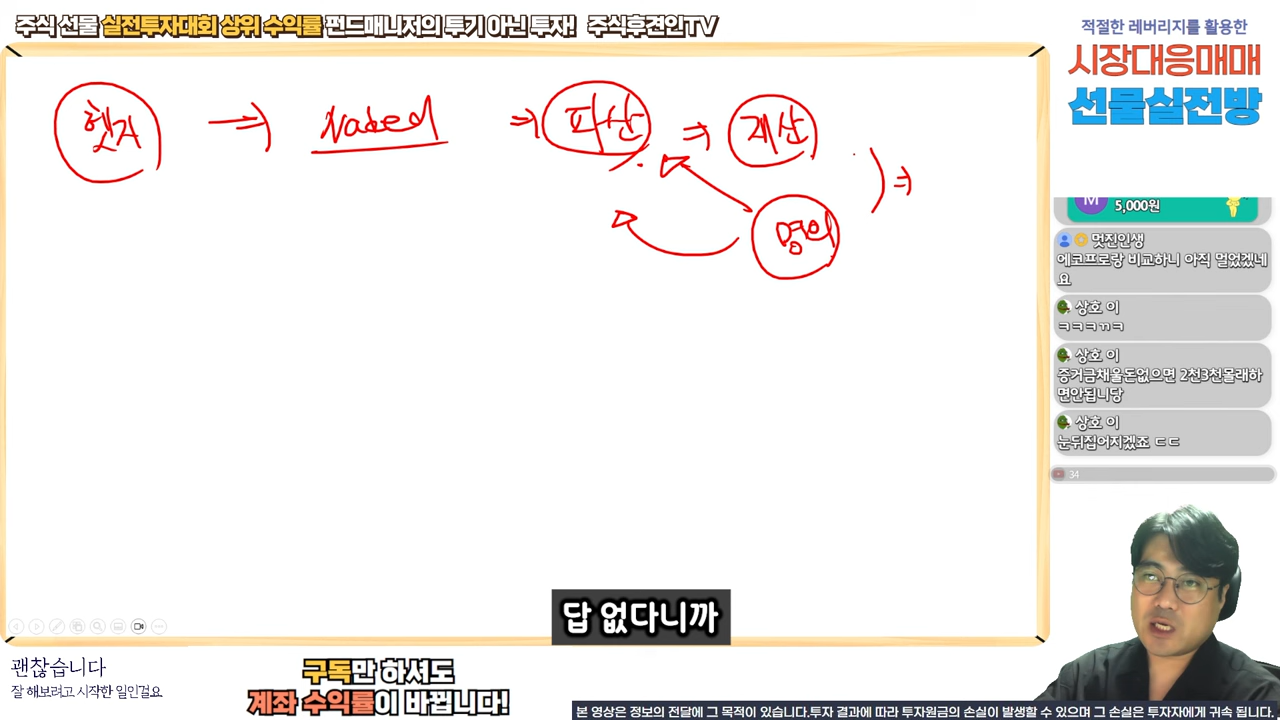 주식 선물 실전투자대회 상위 수익률 펀드매니저의 투기 아닌 투자! 주식후견인TV
적절한 레버리지를 활용한
시장대응매매
선물실전방
헷지 Naked 파산 계산
명의
M 5,000원
멋진인생
에코프로랑 비교하니 아직 멀었겠네
요
상호 이
ㅋㅋㅋㄲㅋ
상호 이
증거금채울돈없으면 2천3천몰래하
면안됩니당
상호 이
눈뒤집어지겠죠 ㄷㄷ
34
답 없다니까
괜찮습니다
잘 해보려고 시작한 일인걸요
구독만 하셔도
계좌 수익률이 바뀝니다!
본 영상은 정보의 전달에 그 목적이 있습니다.투자 결과에 따라 투자원금의 손실이 발생할 수 있으며 그 손실은 투자자에게 귀속 됩니다.